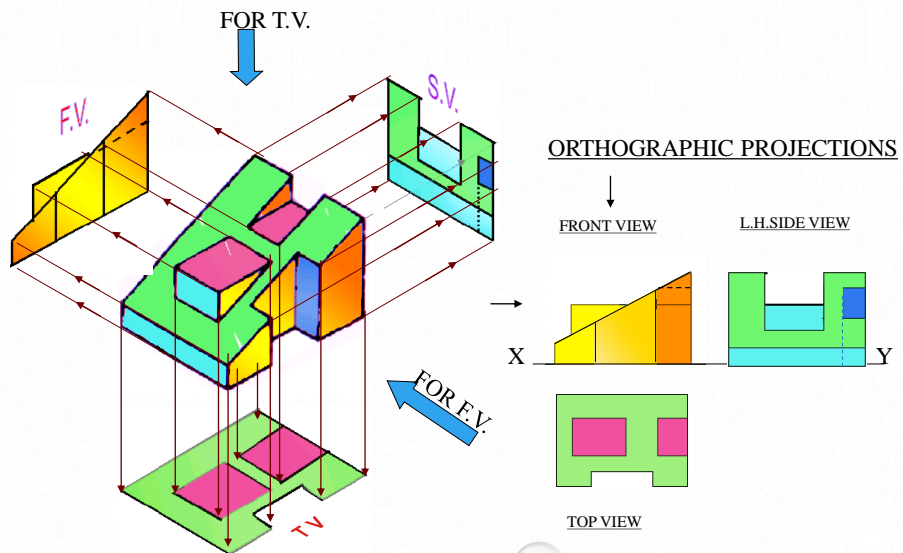 FOR T.V.
F.V.
S.V.
ORTHOGRAPHIC PROJECTIONS
FRONT VIEW
L.H.SIDE VIEW
X
Y
FOR F.V.
T V
TOP VIEW